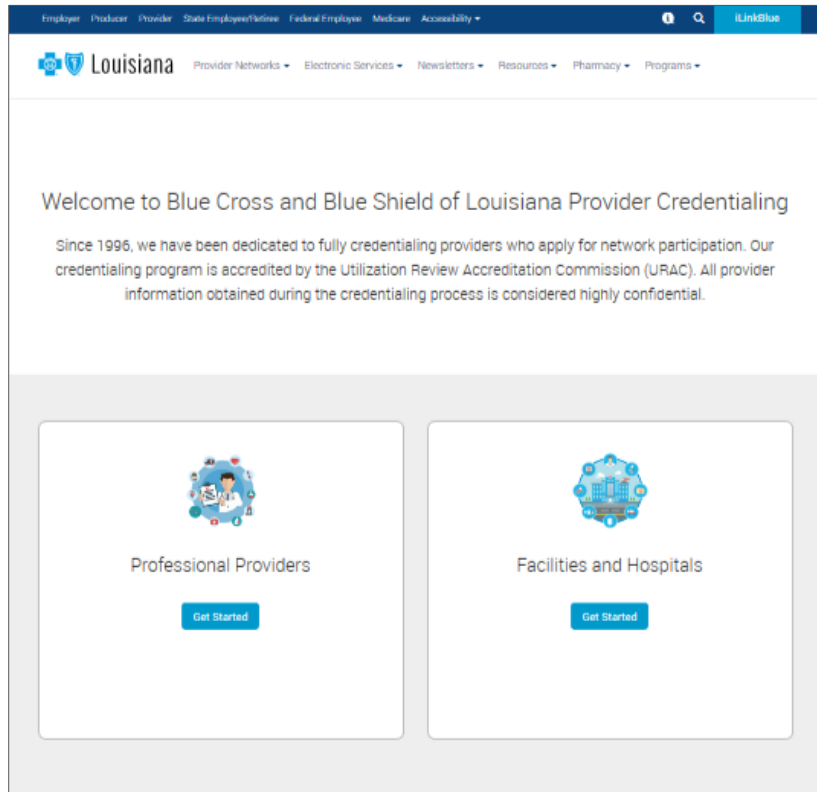 Employer Producer Provider State Employee/Retiree Federal Employee Medicare Accessibility iLinkBlue
Louisiana Provider Networks Electronic Services Newsletters Resources Pharmacy Programs
Welcome to Blue Cross and Blue Shield of Louisiana Provider Credentialing
Since 1996, we have been dedicated to fully credentialing providers who apply for network participation. Our
credentialing program is accredited by the Utilization Review Accreditation Commission (URAC). All provider
information obtained during the credentialing process is considered highly confidential.
Professional Providers
Get Started
Facilities and Hospitals
Get Started